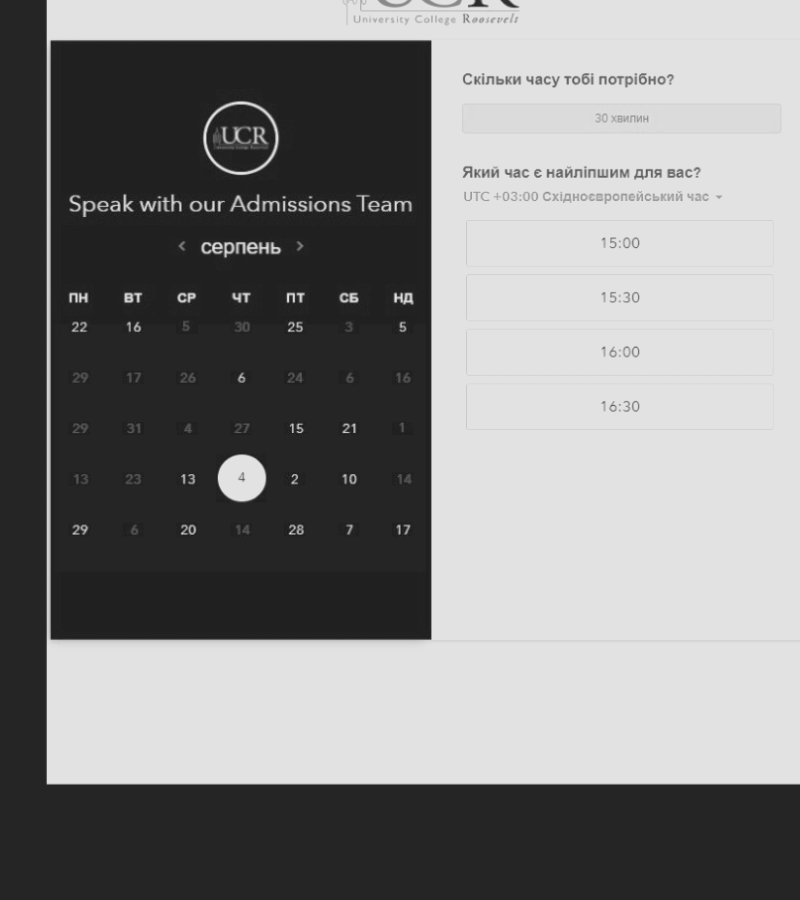 UCR
University College Roosevelt
UCR
Speak with our Admissions Team
< серпень >
ПН ВТ СР ЧТ ПТ СБ НД
22 16 5 30 25 3 5
29 17 26 6 24 6 16
29 31 4 27 15 21 1
13 23 13 4 2 10 14
29 6 20 14 28 7 17
Скільки часу тобі потрібно?
30 хвилин
Який час є найліпшим для вас?
UTC +03:00 Східноєвропейський час
15:00
15:30
16:00
16:30